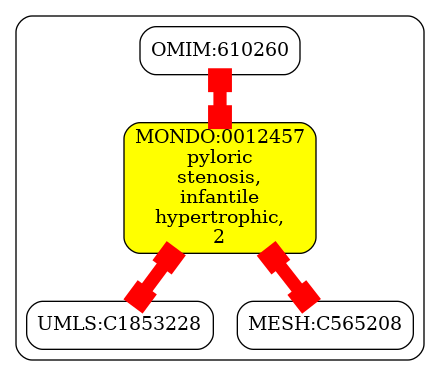 OMIM:610260
MONDO:0012457
pyloric
stenosis,
infantile
hypertrophic,
2
UMLS:C1853228
MESH:C565208